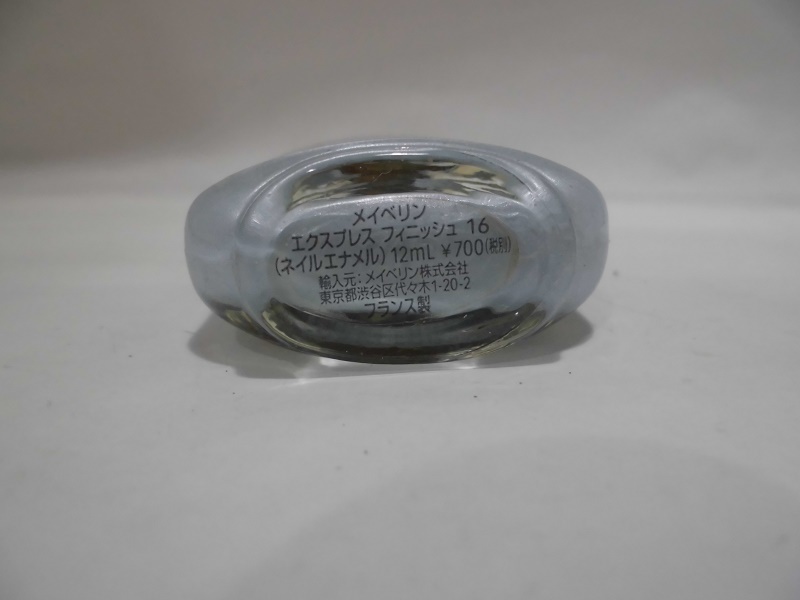 メイベリン
エクスプレス フィニッシュ 16
(ネイルエナメル) 12mL ¥700(税別)
輸入元:メイベリン株式会社
東京都渋谷区代々木1-20-2
フランス製